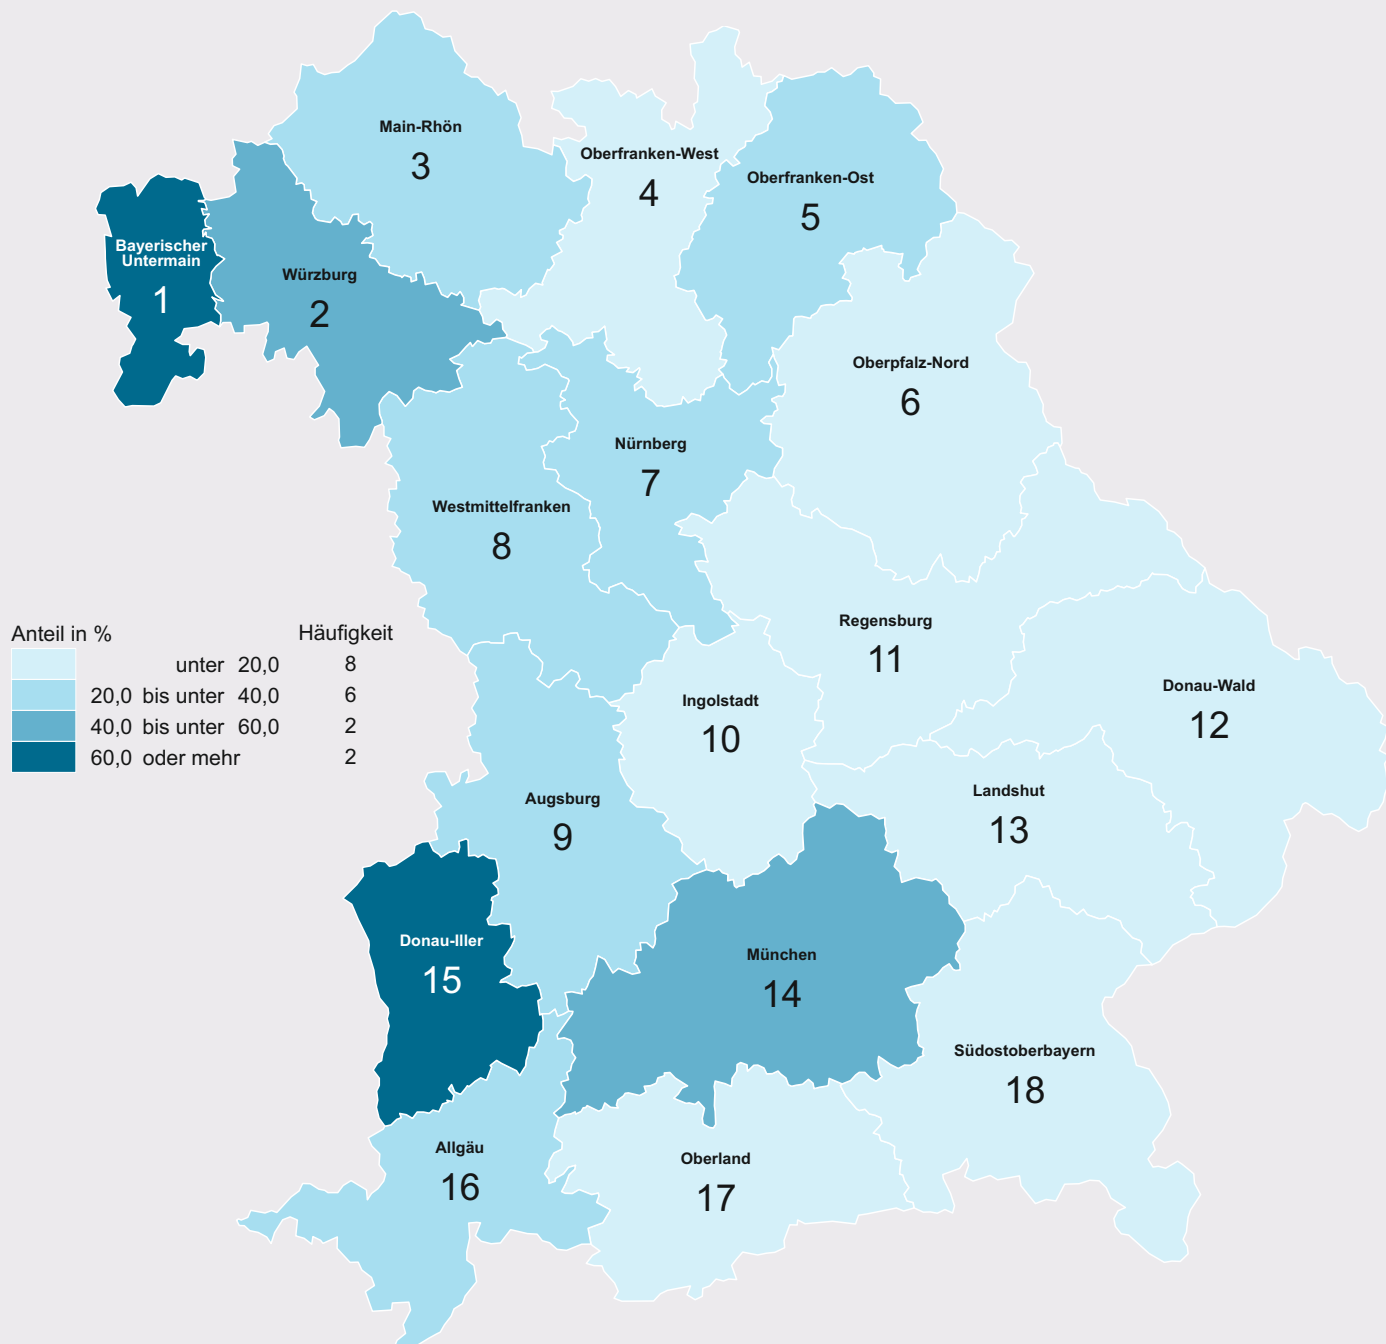 Main-Rhön
3
Oberfranken-West
4
Oberfranken-Ost
5
Bayerischer
Untermain
1
Würzburg
2
Oberpfalz-Nord
6
Nürnberg
7
Westmittelfranken
8
Regensburg
11
Anteil in % Häufigkeit
unter 20,0 8
20,0 bis unter 40,0 6
40,0 bis unter 60,0 2
60,0 oder mehr 2
Ingolstadt
10
Donau-Wald
12
Augsburg
9
Landshut
13
Donau-Iller
15
München
14
Südostoberbayern
18
Allgäu
16
Oberland
17